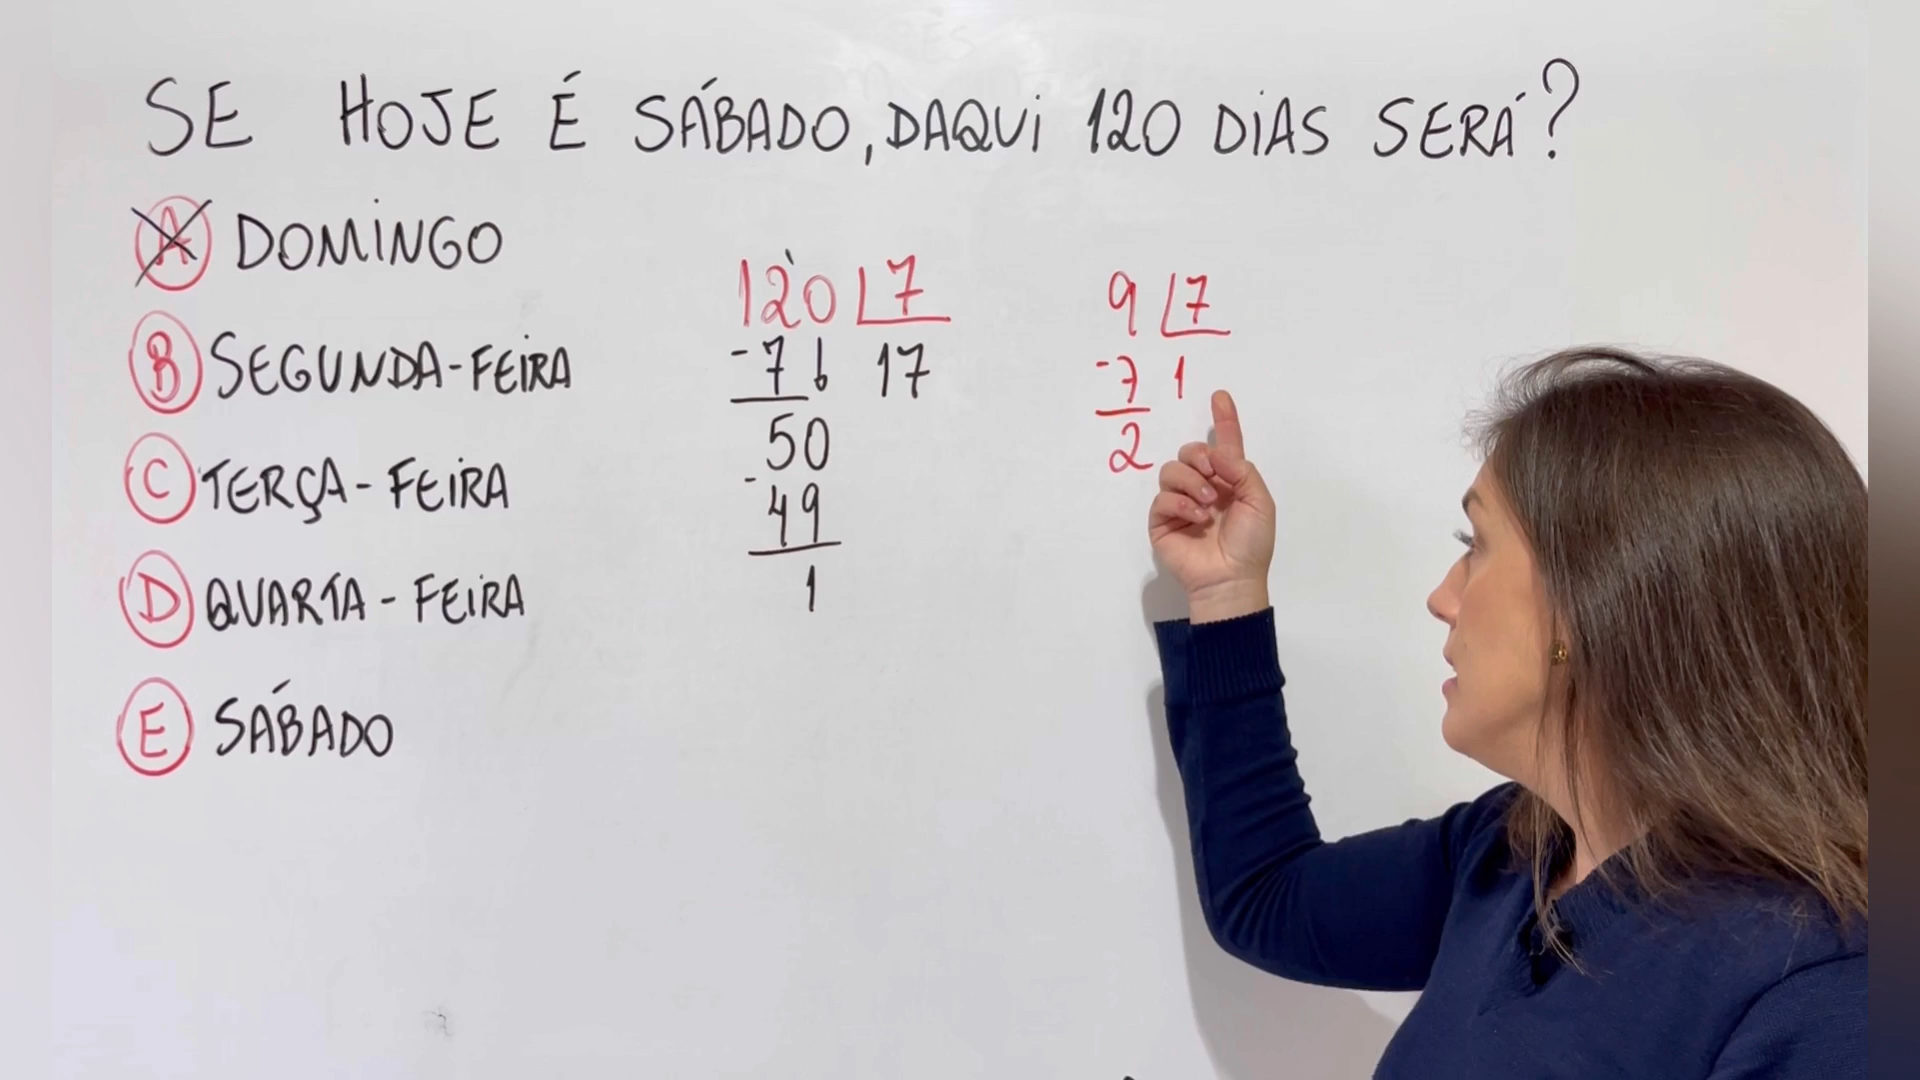 SE HOJE É SÁBADO, DAQUI 120 DIAS SERÁ?
A DOMINGO
B SEGUNDA-FEIRA
C TERÇA-FEIRA
D QUARTA-FEIRA
E SÁBADO
120 7
-7 17
50
-49
1
9 7
-7 1
2